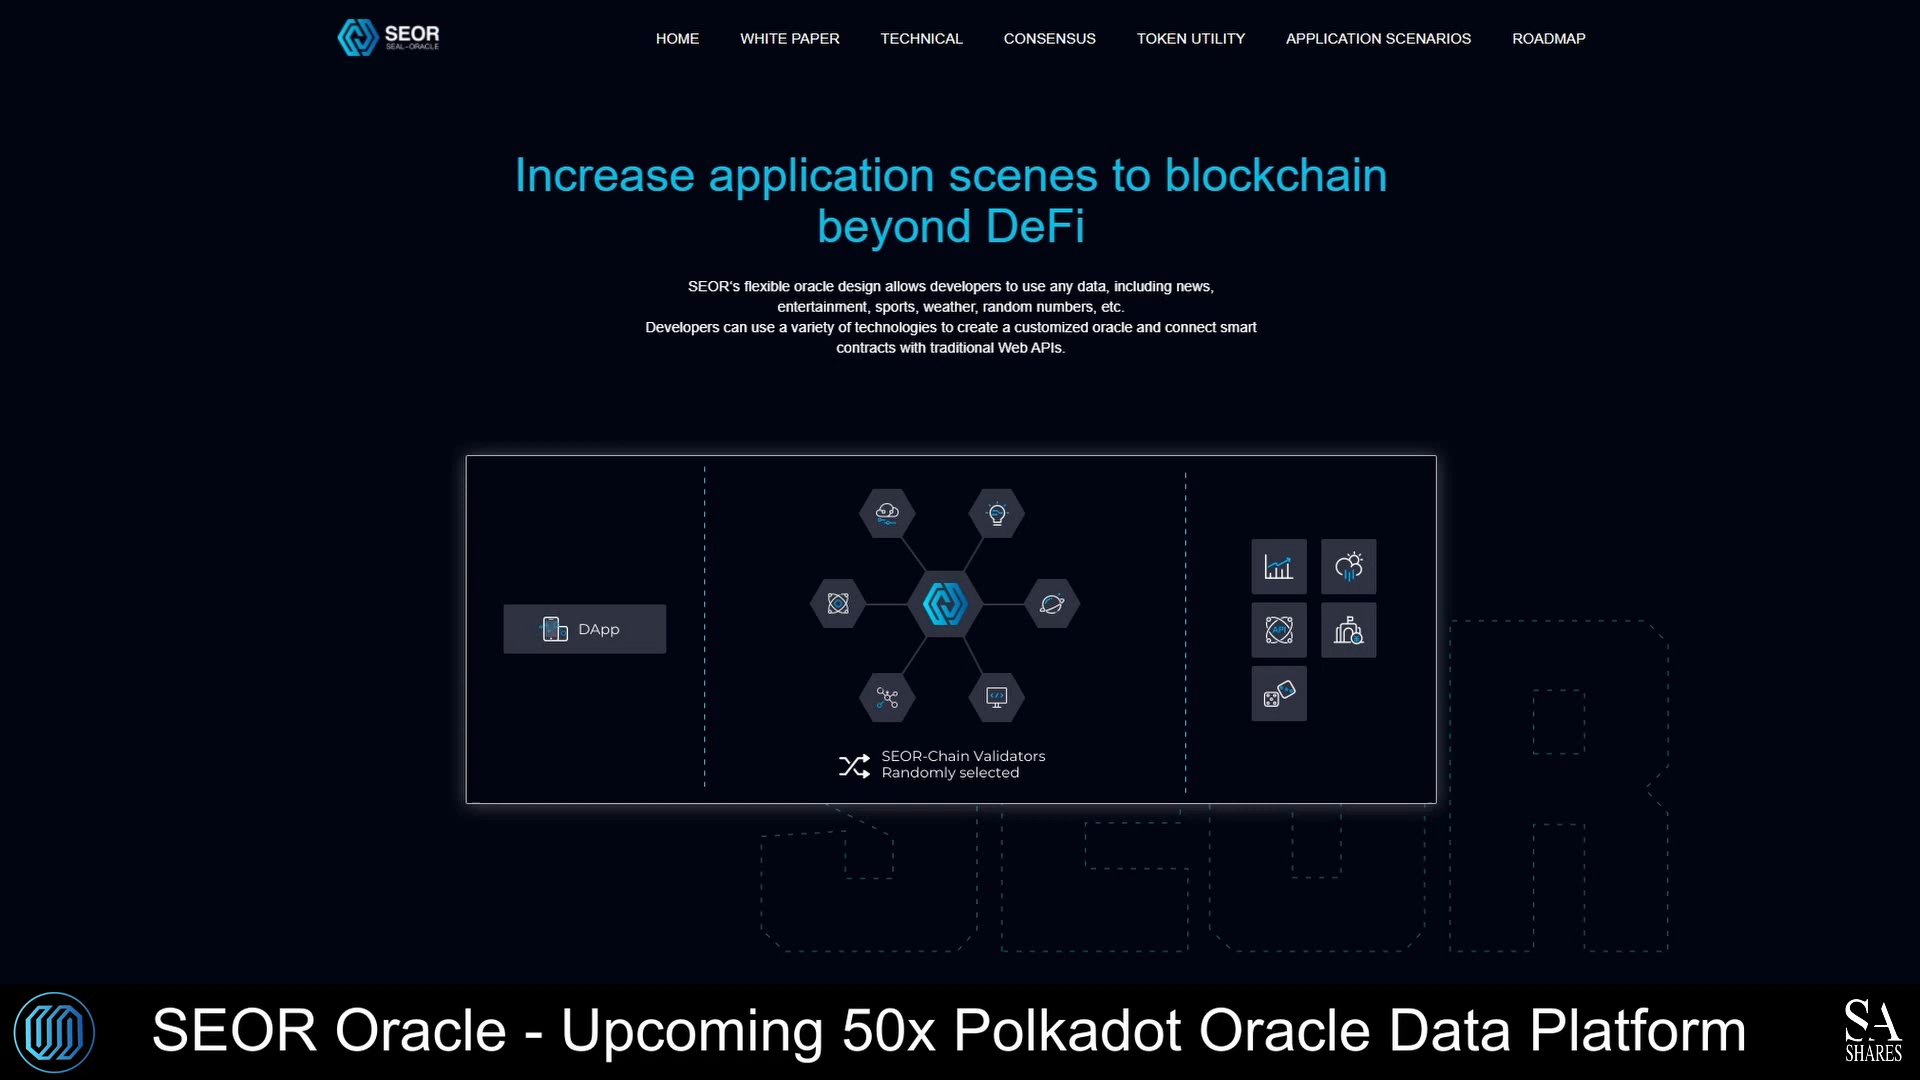 SEOR
SEAL-ORACLE
HOME
WHITE PAPER
TECHNICAL
CONSENSUS
TOKEN UTILITY
APPLICATION SCENARIOS
ROADMAP
Increase application scenes to blockchain
beyond DeFi
SEOR's flexible oracle design allows developers to use any data, including news,
entertainment, sports, weather, random numbers, etc.
Developers can use a variety of technologies to create a customized oracle and connect smart
contracts with traditional Web APIs.
DApp
API
SEOR-Chain Validators
Randomly selected
SEOR
SEOR Oracle - Upcoming 50x Polkadot Oracle Data Platform
SA
SHARES